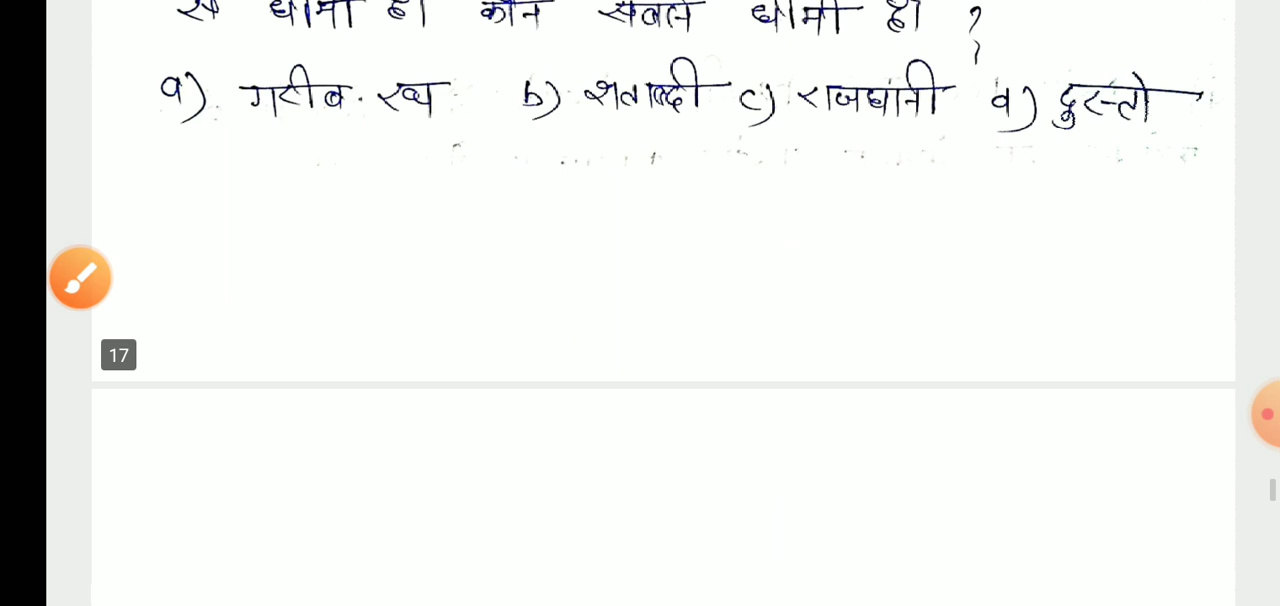 से धीमी है। कौन सबसे धीमी है ?
a) गरीब रथ b) शताब्दी c) राजधानी d) दुरन्तो
17